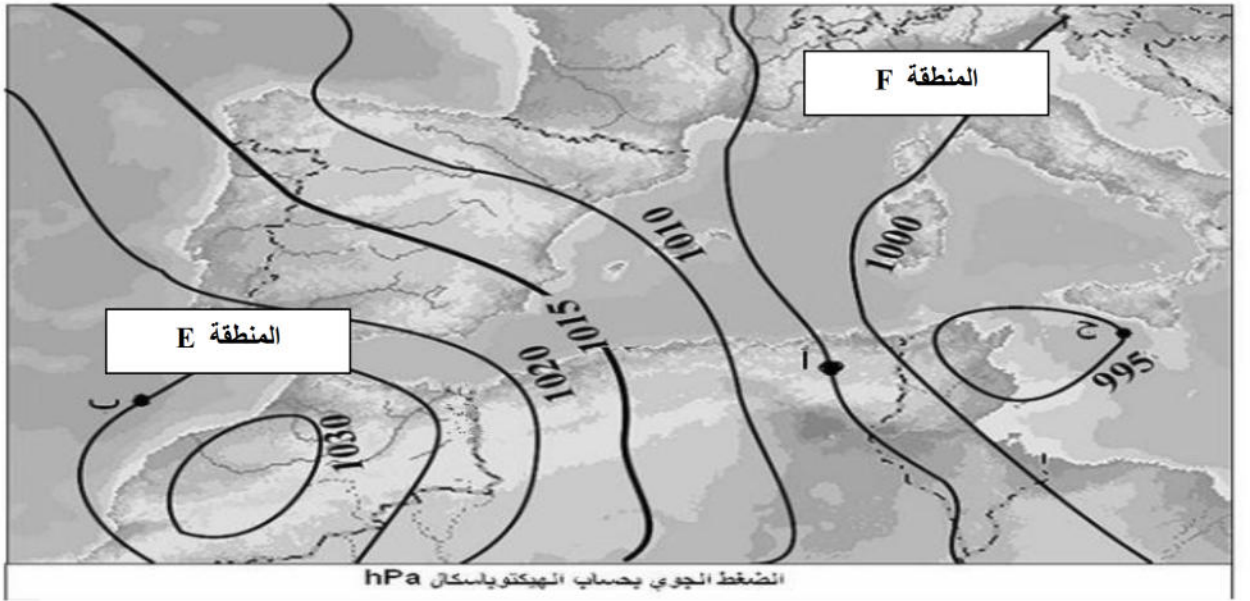 المنطقة F
1010
1000
المنطقة E
1015
1020
أ
ج
995
ب
1030
الضغط الجوي بحساب الهيكتوباسكال hPa